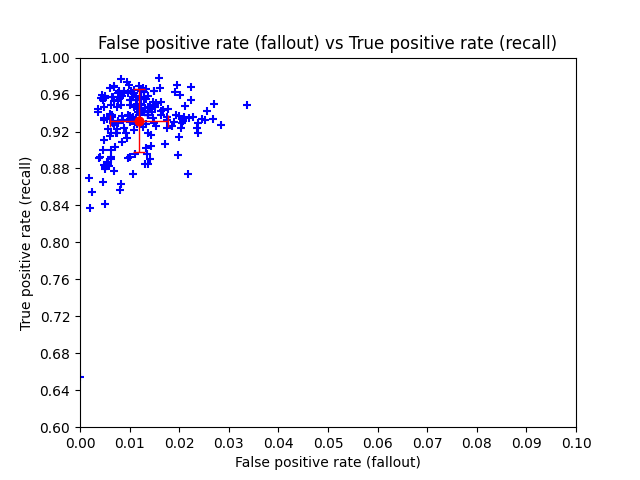 False positive rate (fallout) vs True positive rate (recall)
1.00
0.96
0.92
0.88
0.84
0.80
0.76
0.72
0.68
0.64
0.60
True positive rate (recall)
0.00 0.01 0.02 0.03 0.04 0.05 0.06 0.07 0.08 0.09 0.10
False positive rate (fallout)